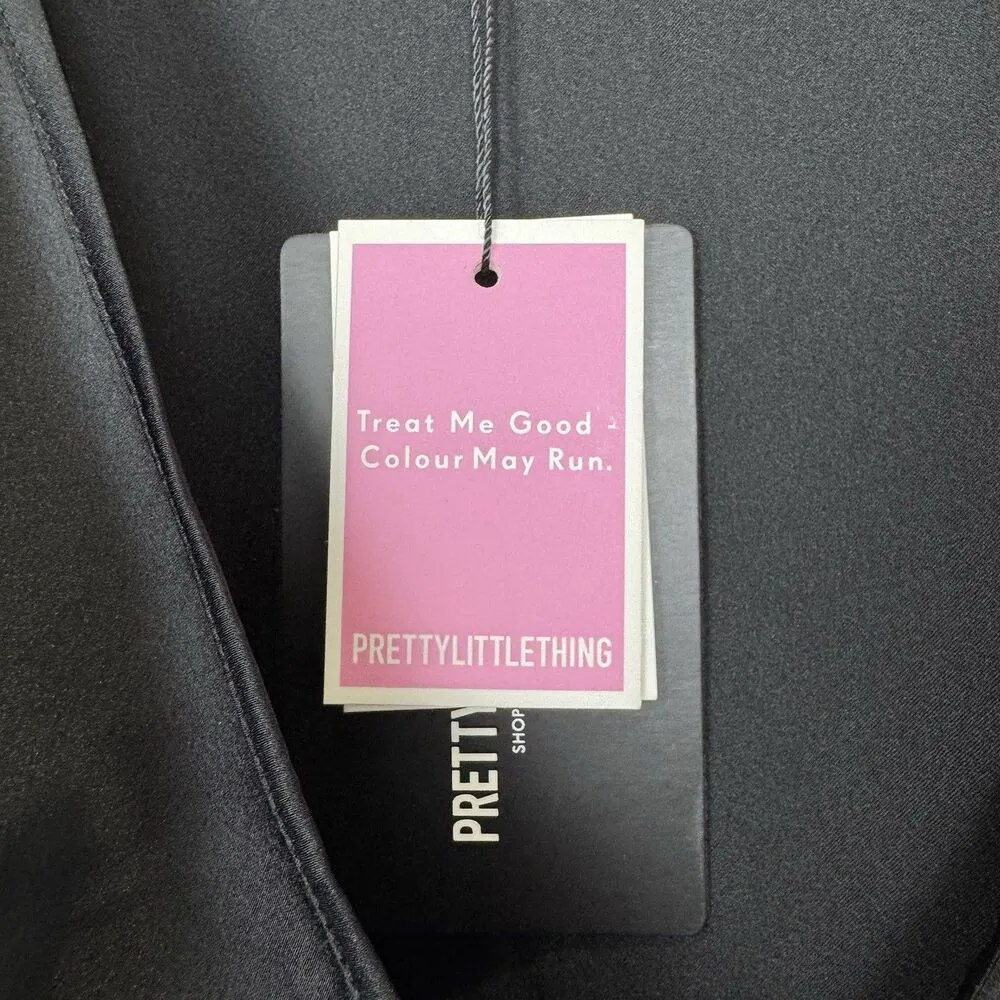 Treat Me Good -
Colour May Run.
PRETTYLITTLETHING
PRETTY
SHOP